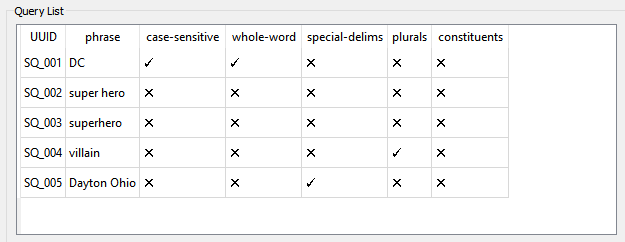 Query List
UUID phrase case-sensitive whole-word special-delims plurals constituents
SQ_001 DC ✓ ✓ ✕ ✕ ✕
SQ_002 super hero ✕ ✕ ✕ ✕ ✕
SQ_003 superhero ✕ ✕ ✕ ✕ ✕
SQ_004 villain ✕ ✕ ✕ ✓ ✕
SQ_005 Dayton Ohio ✕ ✕ ✓ ✕ ✕